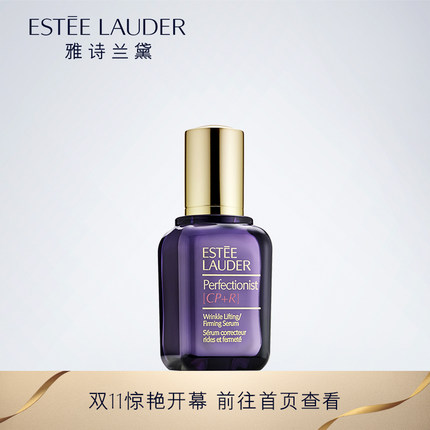 ESTĒE LAUDER
雅诗兰黛
ESTĒE
LAUDER
Perfectionist
[CP+R]
Wrinkle Lifting/
Firming Serum
Sérum correcteur
rides et fermeté
双11惊艳开幕 前往首页查看